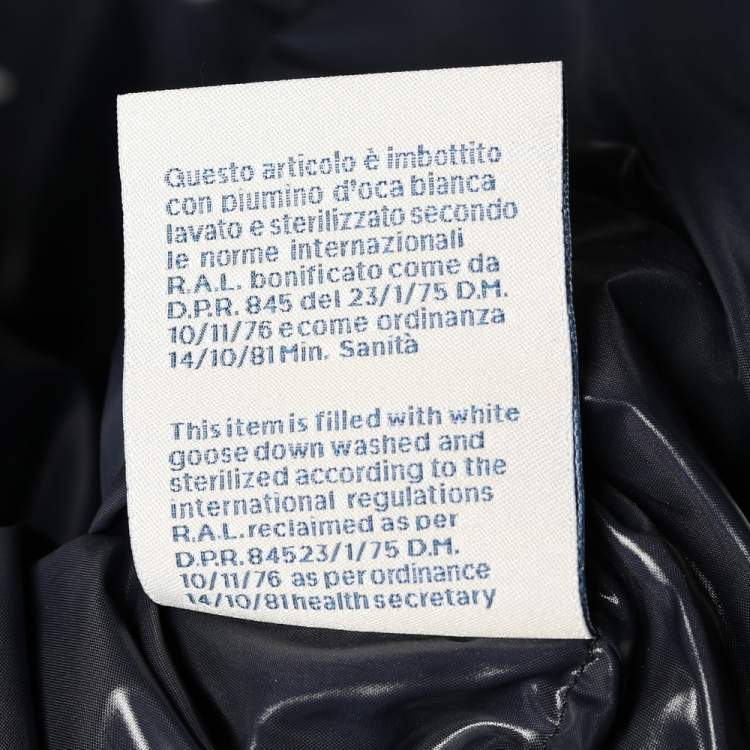 Questo articolo è imbottito
con piumino d'oca bianca
lavato e sterilizzato secondo
le norme internazionali
R.A.L. bonificato come da
D.P.R. 845 del 23/1/75 D.M.
10/11/76 e come ordinanza
14/10/81 Min. Sanità
This item is filled with white
goose down washed and
sterilized according to the
international regulations
R.A.L. reclaimed as per
D.P.R. 845 23/1/75 D.M.
10/11/76 as per ordinance
14/10/81 health secretary